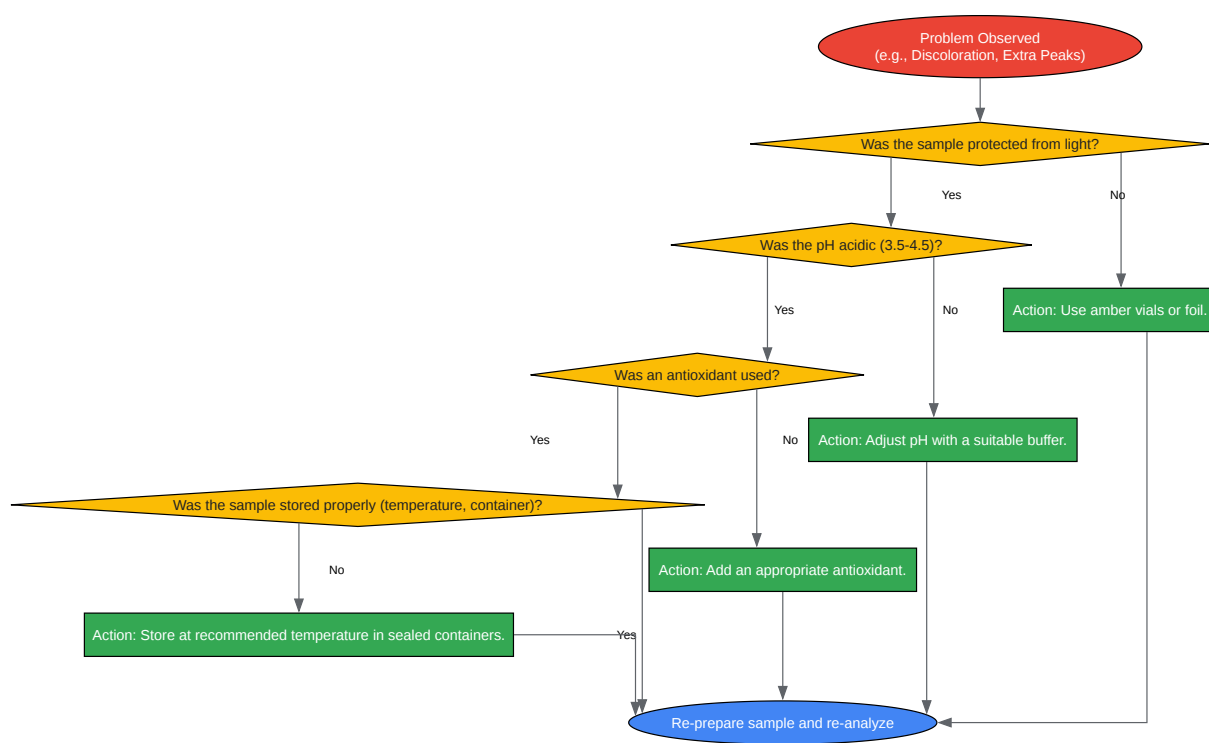 Problem Observed
(e.g., Discoloration, Extra Peaks)
Was the sample protected from light?
Yes
No
Was the pH acidic (3.5-4.5)?
Action: Use amber vials or foil.
Yes
No
Was an antioxidant used?
Action: Adjust pH with a suitable buffer.
Yes
No
Was the sample stored properly (temperature, container)?
Action: Add an appropriate antioxidant.
No
Action: Store at recommended temperature in sealed containers.
Yes
Re-prepare sample and re-analyze